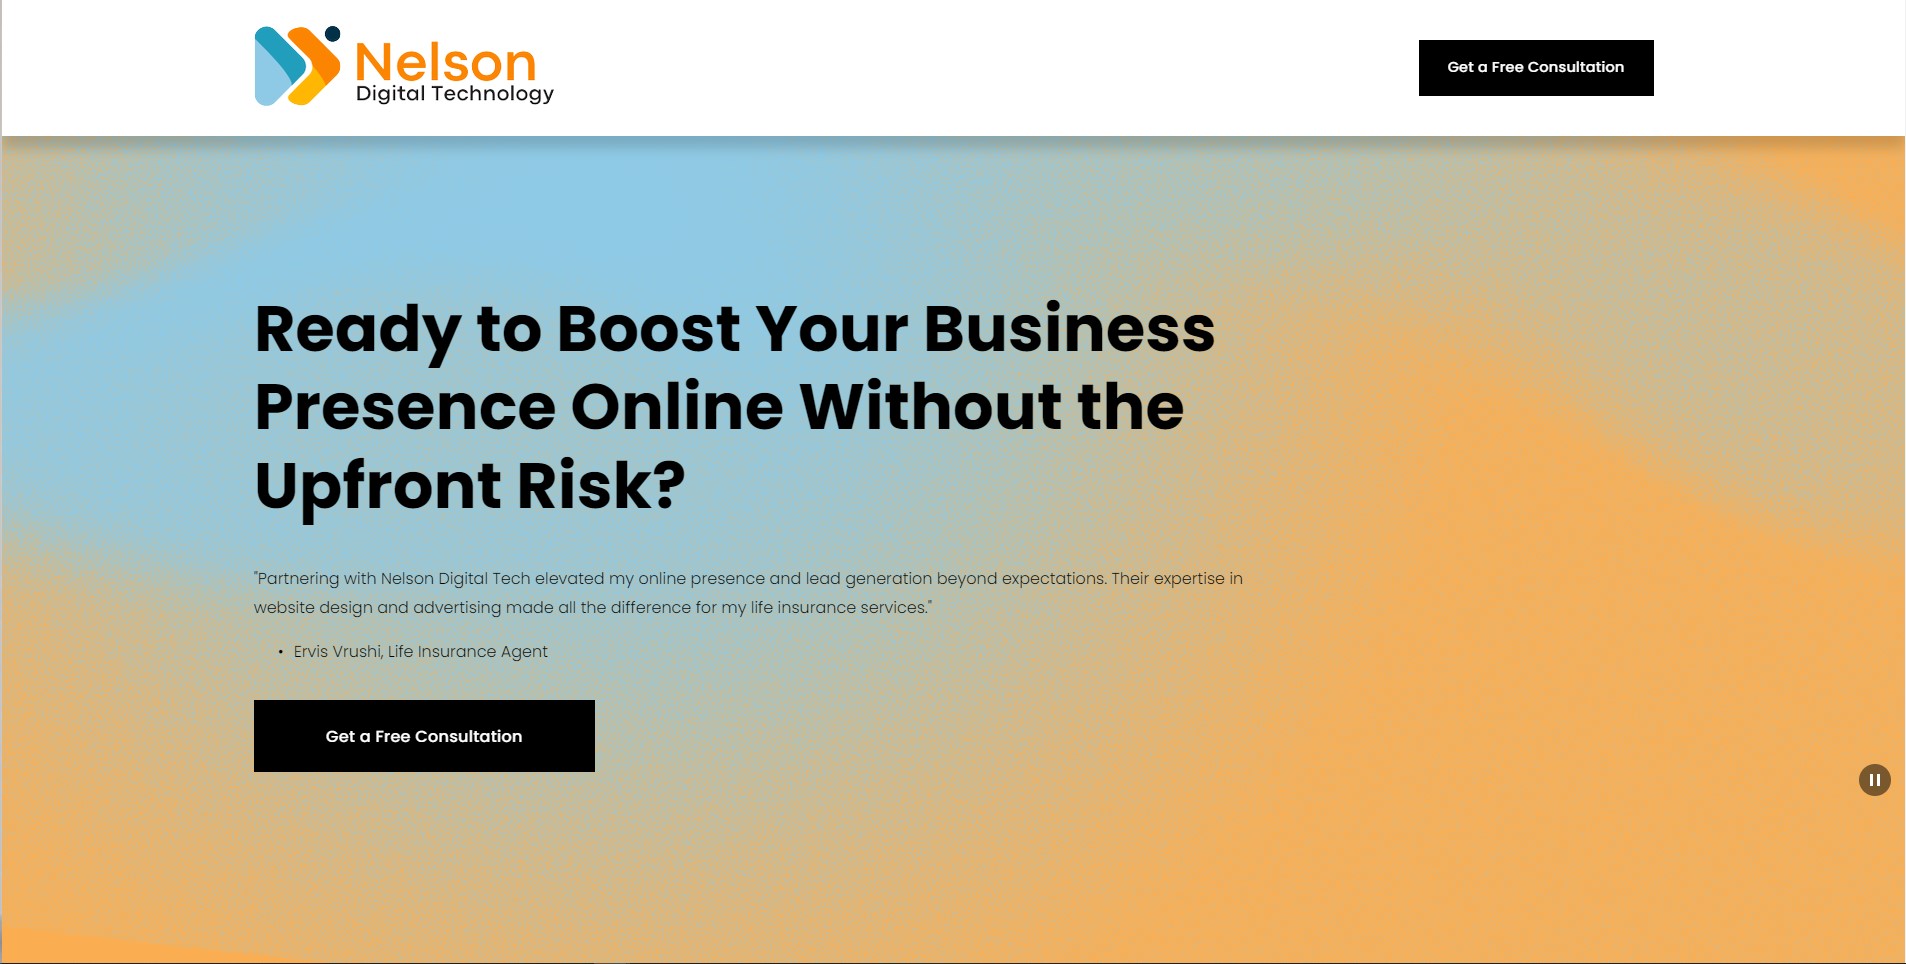 Nelson
Digital Technology
Get a Free Consultation
Ready to Boost Your Business
Presence Online Without the
Upfront Risk?
"Partnering with Nelson Digital Tech elevated my online presence and lead generation beyond expectations. Their expertise in
website design and advertising made all the difference for my life insurance services."
• Ervis Vrushi, Life Insurance Agent
Get a Free Consultation